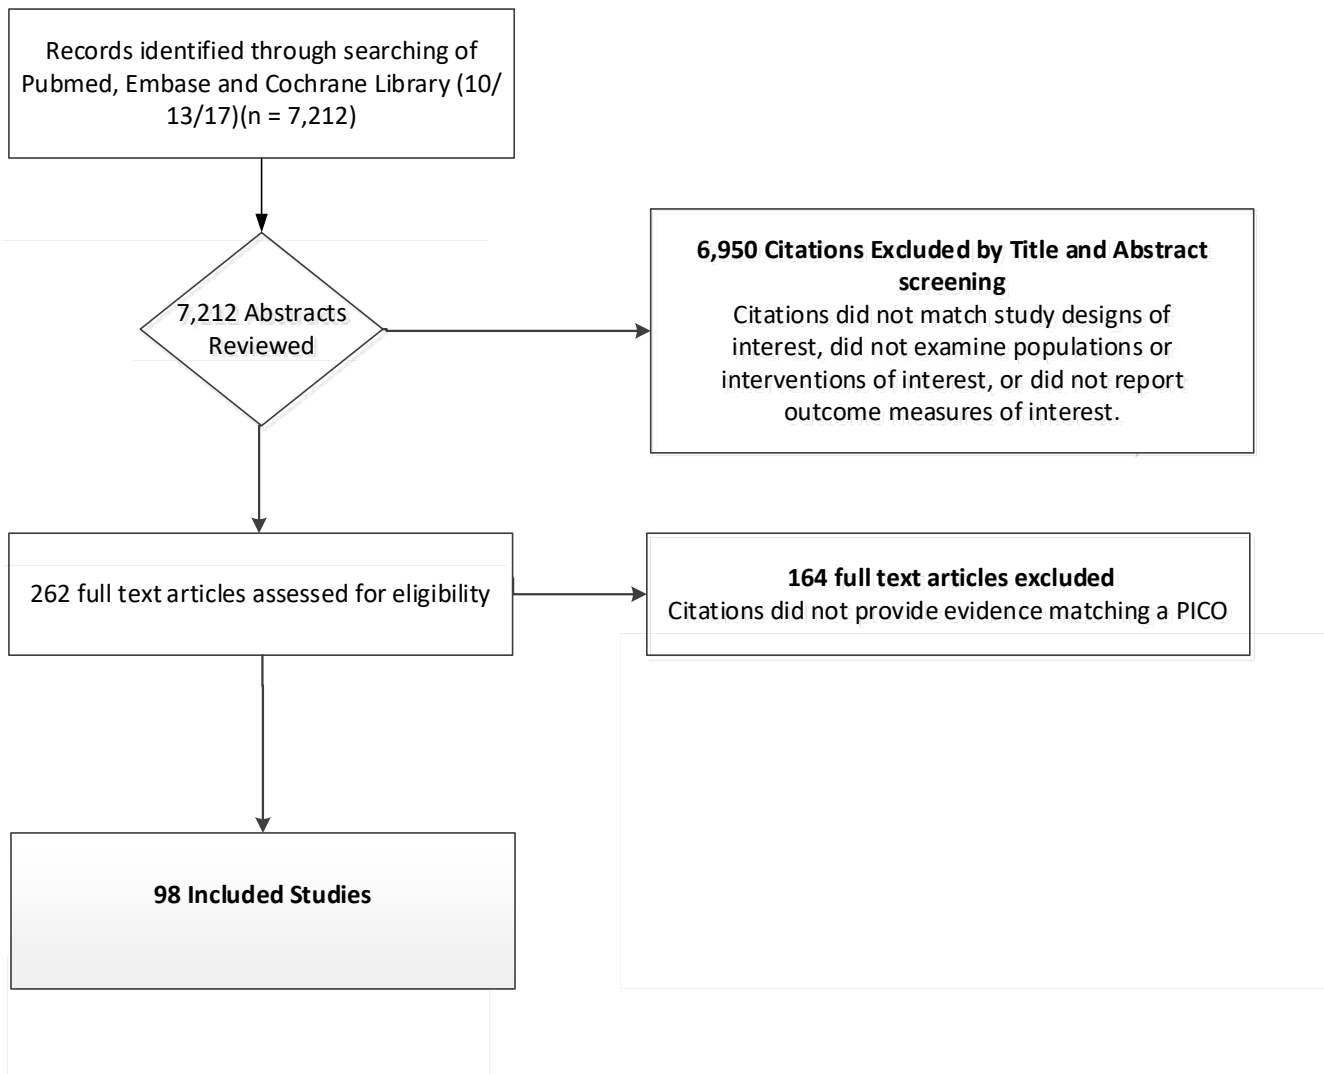 Records identified through searching of
Pubmed, Embase and Cochrane Library (10/
13/17)(n = 7,212)
7,212 Abstracts
Reviewed
6,950 Citations Excluded by Title and Abstract
screening
Citations did not match study designs of
interest, did not examine populations or
interventions of interest, or did not report
outcome measures of interest.
262 full text articles assessed for eligibility
164 full text articles excluded
Citations did not provide evidence matching a PICO
98 Included Studies